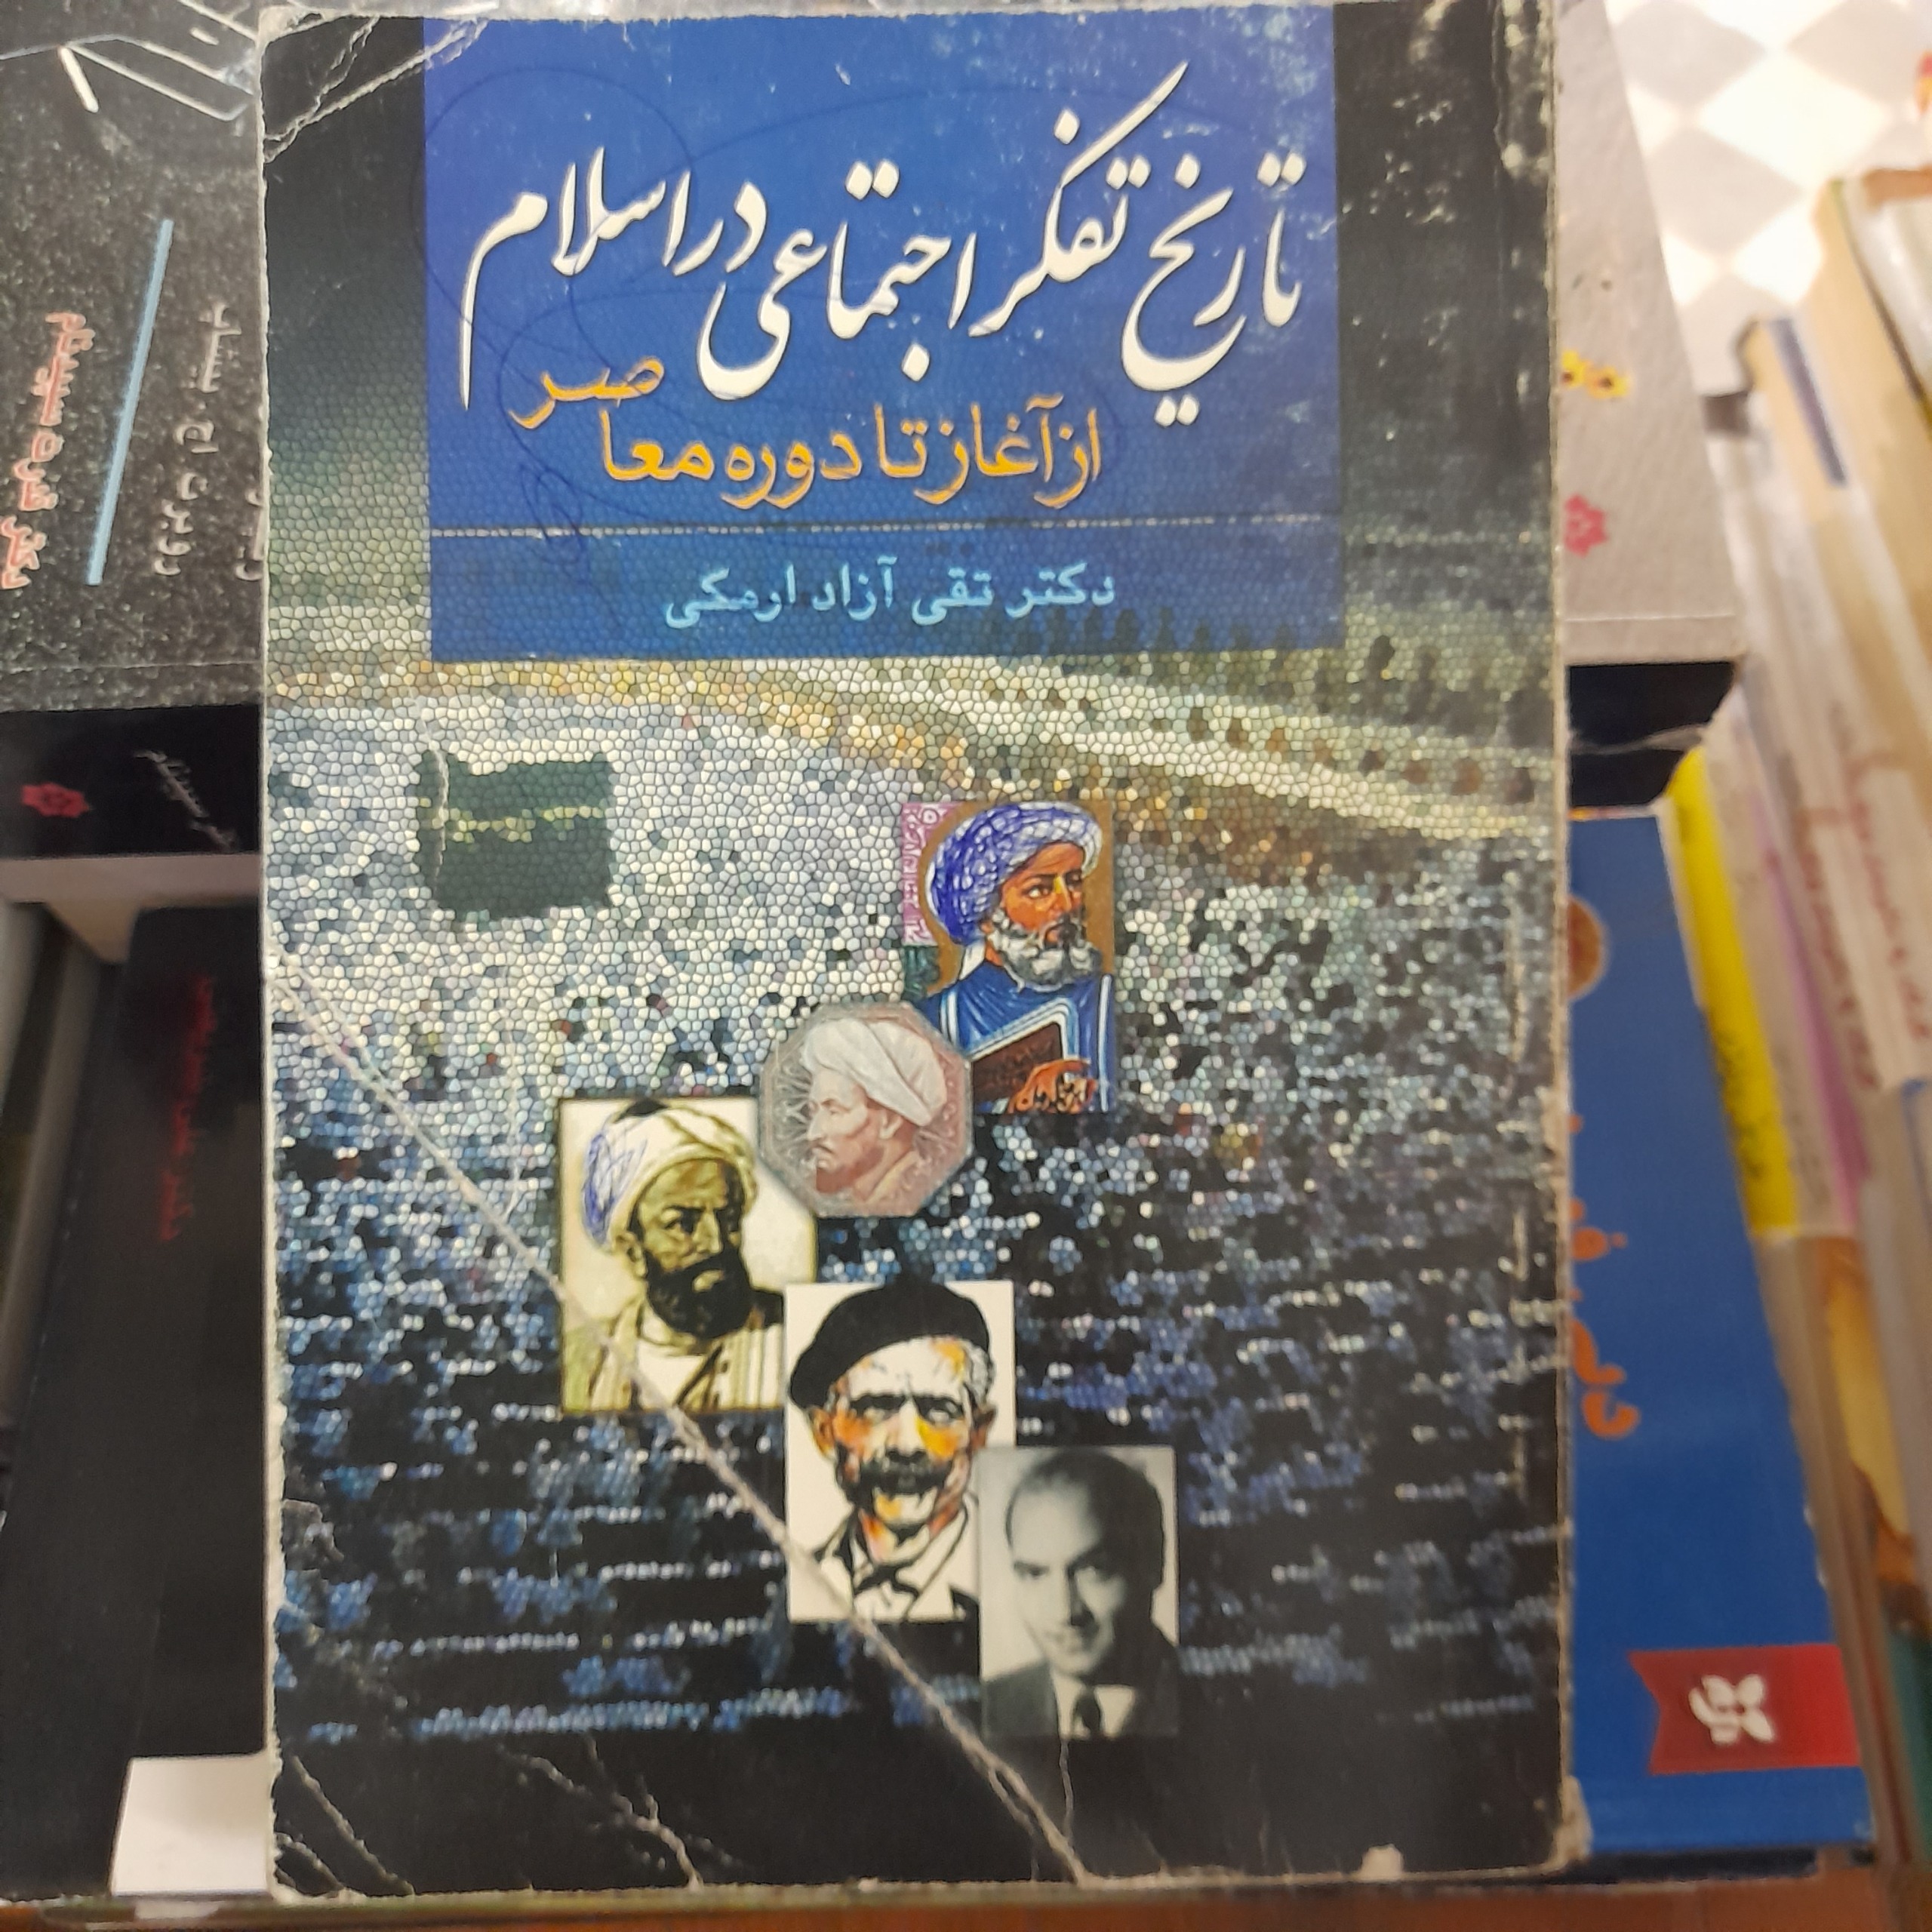 تاریخ تفکر اجتماعی در اسلام
از آغاز تا دوره معاصر
دکتر تقی آزاد ارمکی